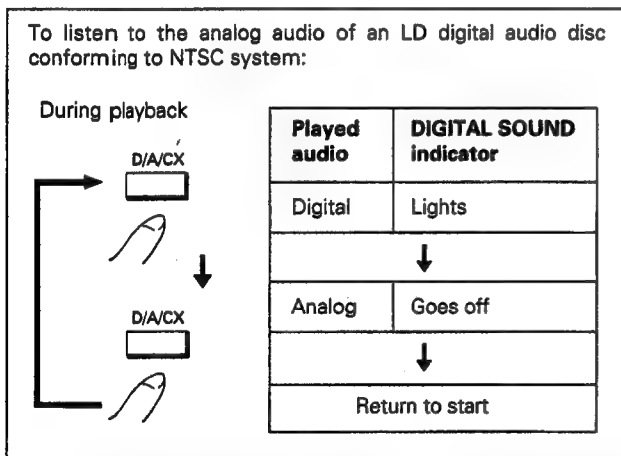 To listen to the analog audio of an LD digital audio disc
conforming to NTSC system:
During playback
D/A/CX
D/A/CX
Played audio
DIGITAL SOUND indicator
Digital
Lights
Analog
Goes off
Return to start